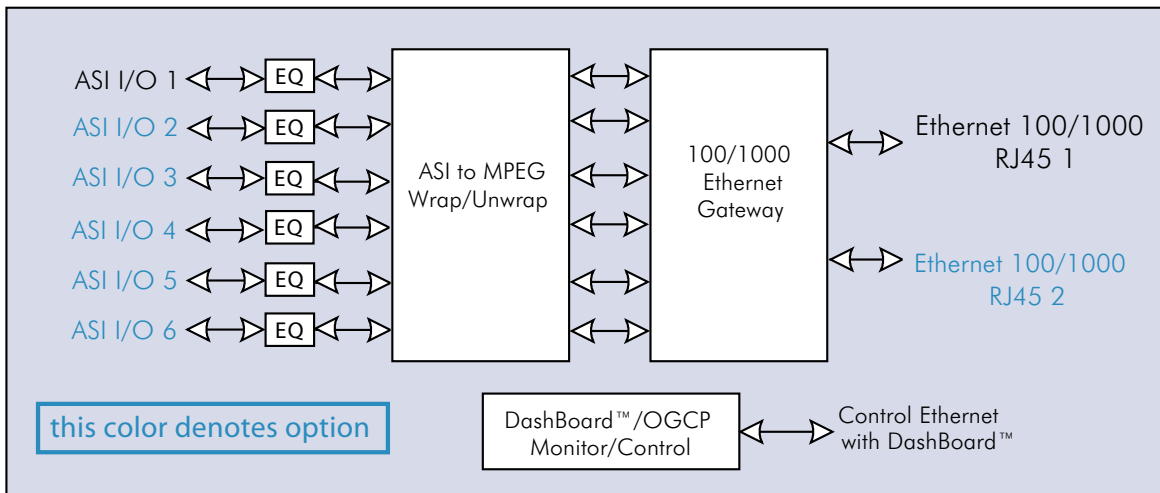 ASI I/O 1
EQ
ASI I/O 2
EQ
ASI I/O 3
EQ
ASI I/O 4
EQ
ASI I/O 5
EQ
ASI I/O 6
EQ
ASI to MPEG
Wrap/Unwrap
100/1000
Ethernet
Gateway
Ethernet 100/1000
RJ45 1
Ethernet 100/1000
RJ45 2
this color denotes option
DashBoard™/OGCP
Monitor/Control
Control Ethernet
with DashBoard™